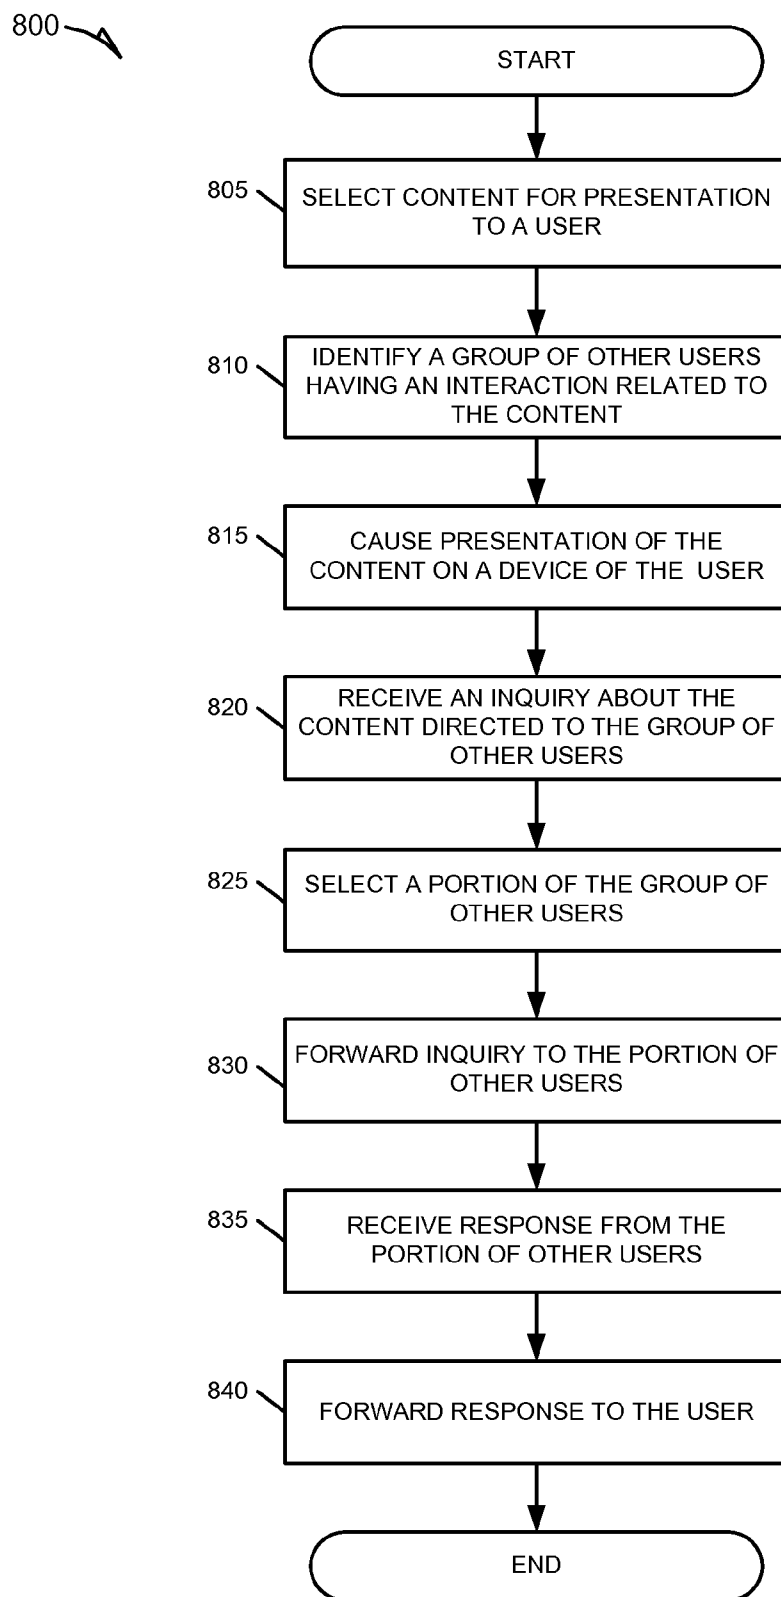 800
START
805
SELECT CONTENT FOR PRESENTATION
TO A USER
810
IDENTIFY A GROUP OF OTHER USERS
HAVING AN INTERACTION RELATED TO
THE CONTENT
815
CAUSE PRESENTATION OF THE
CONTENT ON A DEVICE OF THE USER
820
RECEIVE AN INQUIRY ABOUT THE
CONTENT DIRECTED TO THE GROUP OF
OTHER USERS
825
SELECT A PORTION OF THE GROUP OF
OTHER USERS
830
FORWARD INQUIRY TO THE PORTION OF
OTHER USERS
835
RECEIVE RESPONSE FROM THE
PORTION OF OTHER USERS
840
FORWARD RESPONSE TO THE USER
END